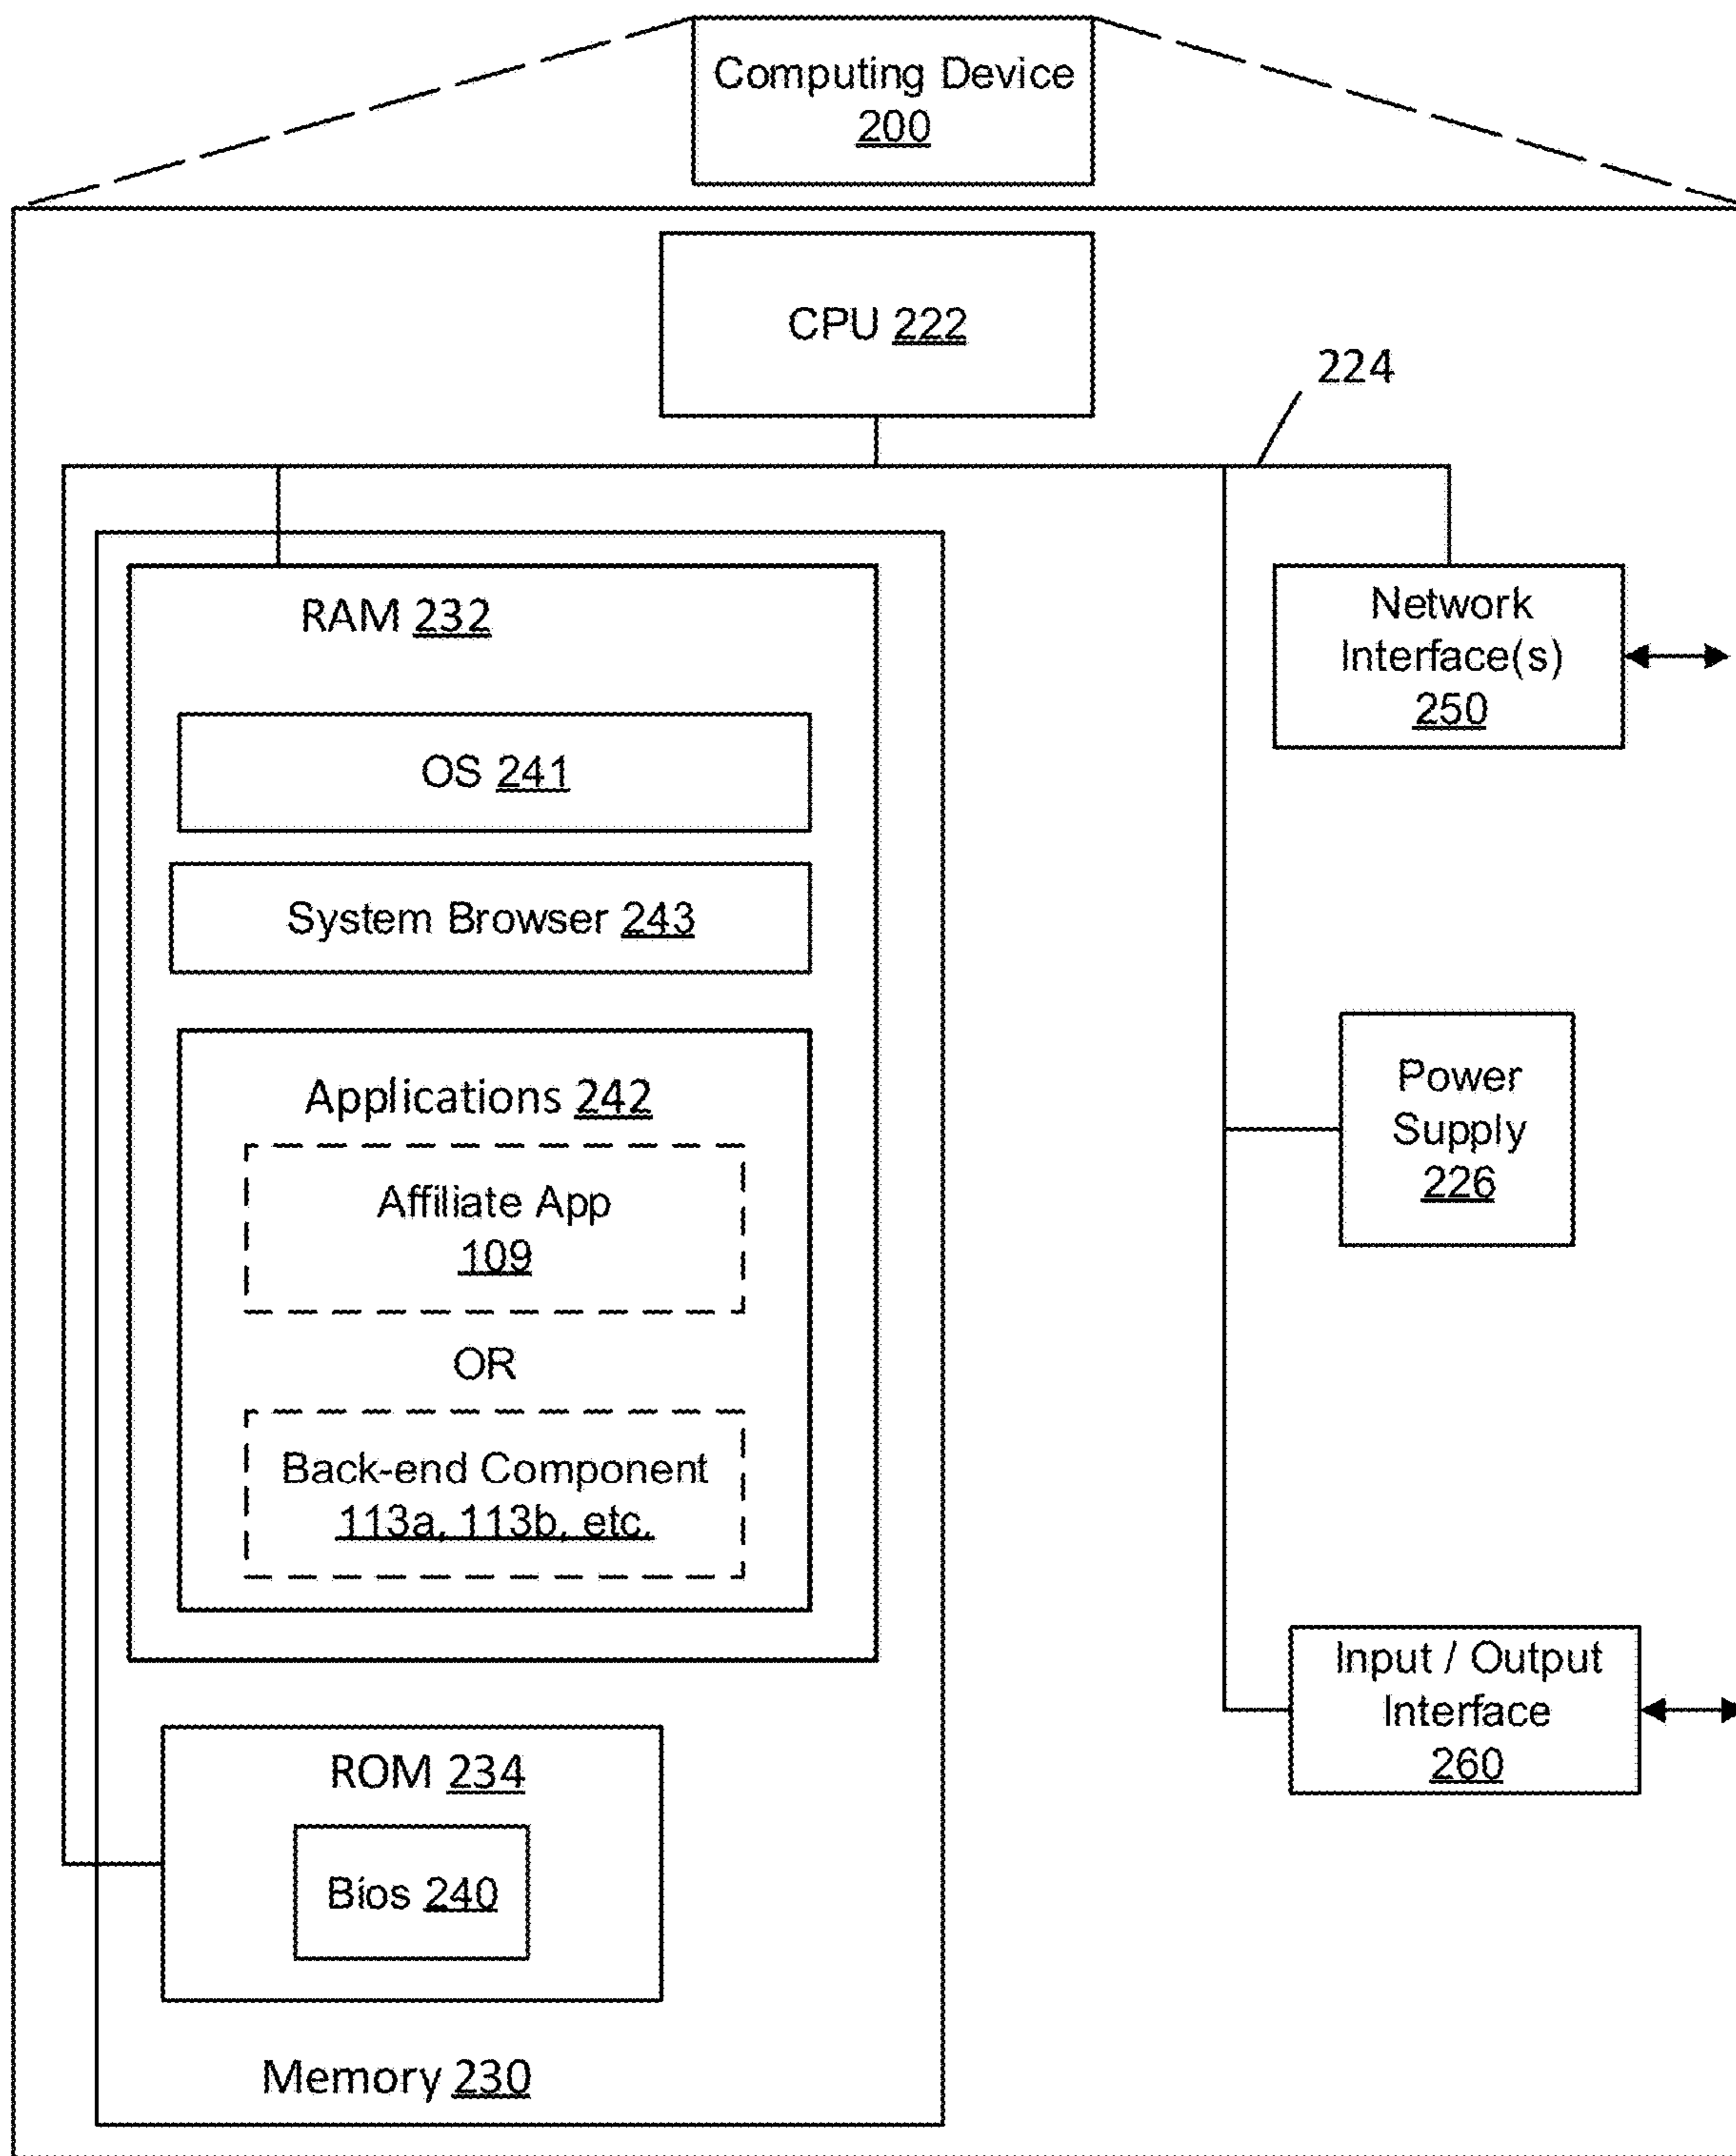 Computing Device
200
CPU 222
224
RAM 232
OS 241
System Browser 243
Applications 242
Affiliate App
109
OR
Back-end Component
113a, 113b, etc.
ROM 234
Bios 240
Memory 230
Network
Interface(s)
250
Power
Supply
226
Input / Output
Interface
260